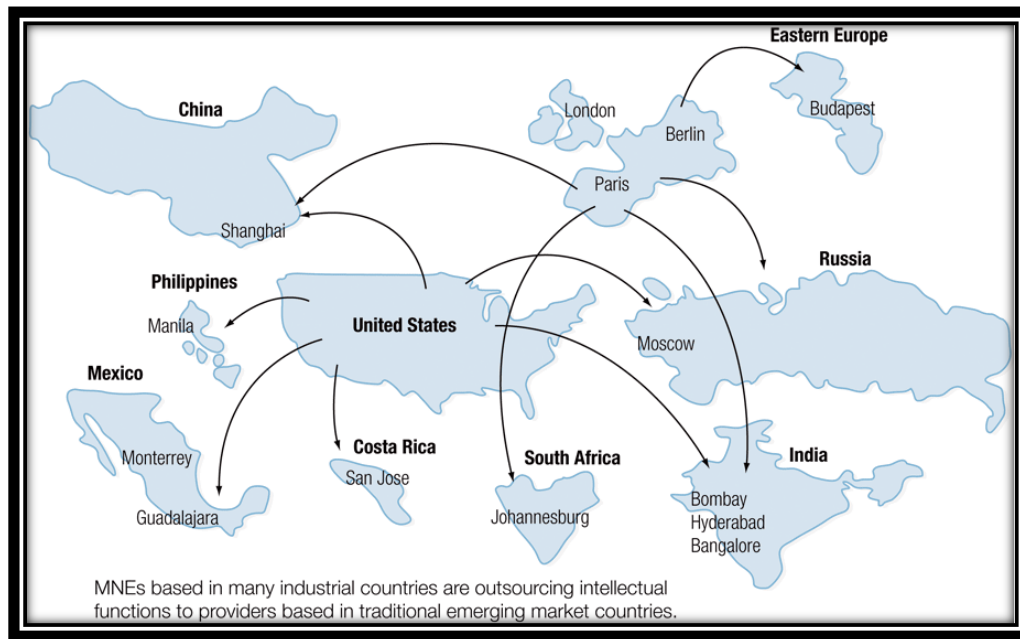 Eastern Europe
China
London
Budapest
Berlin
Paris
Shanghai
Russia
Philippines
Manila
United States
Moscow
Mexico
Costa Rica
South Africa
India
Monterrey
San Jose
Guadalajara
Johannesburg
Bombay
Hyderabad
Bangalore
MNEs based in many industrial countries are outsourcing intellectual
functions to providers based in traditional emerging market countries.